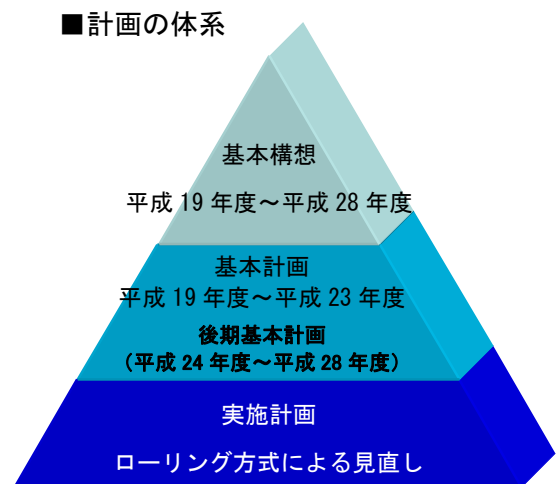 ■計画の体系
基本構想
平成 19 年度～平成 28 年度
基本計画
平成 19 年度～平成 23 年度
後期基本計画
（平成 24 年度～平成 28 年度）
実施計画
ローリング方式による見直し